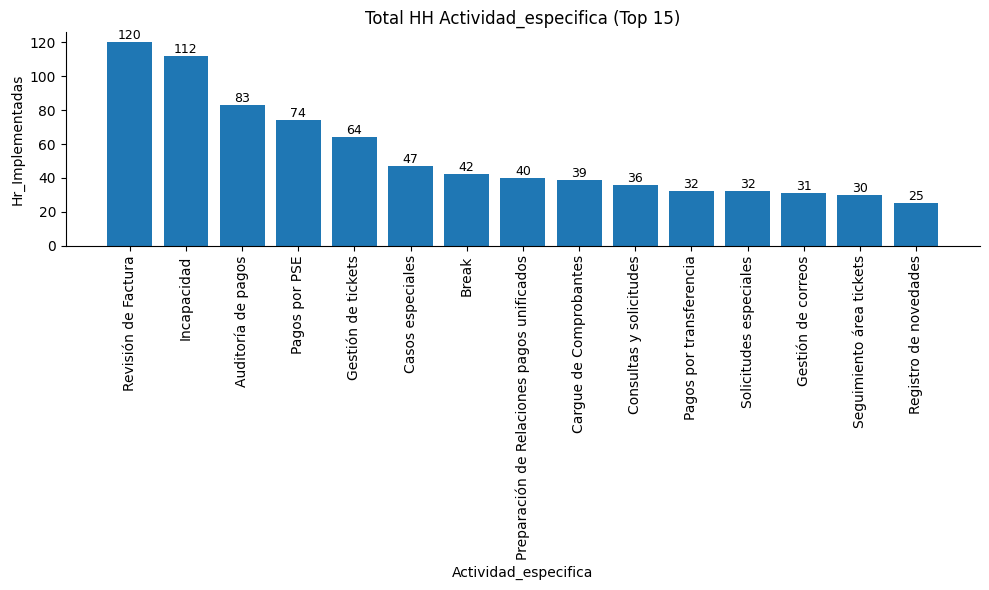 Total HH Actividad_especifica (Top 15)
Hr_Implementadas
120
100
80
60
40
20
0
120
112
83
74
64
47
42
40
39
36
32
32
31
30
25
Revisión de Factura
Incapacidad
Auditoría de pagos
Pagos por PSE
Gestión de tickets
Casos especiales
Break
Preparación de Relaciones pagos unificados
Cargue de Comprobantes
Consultas y solicitudes
Pagos por transferencia
Solicitudes especiales
Gestión de correos
Seguimiento área tickets
Registro de novedades
Actividad_especifica